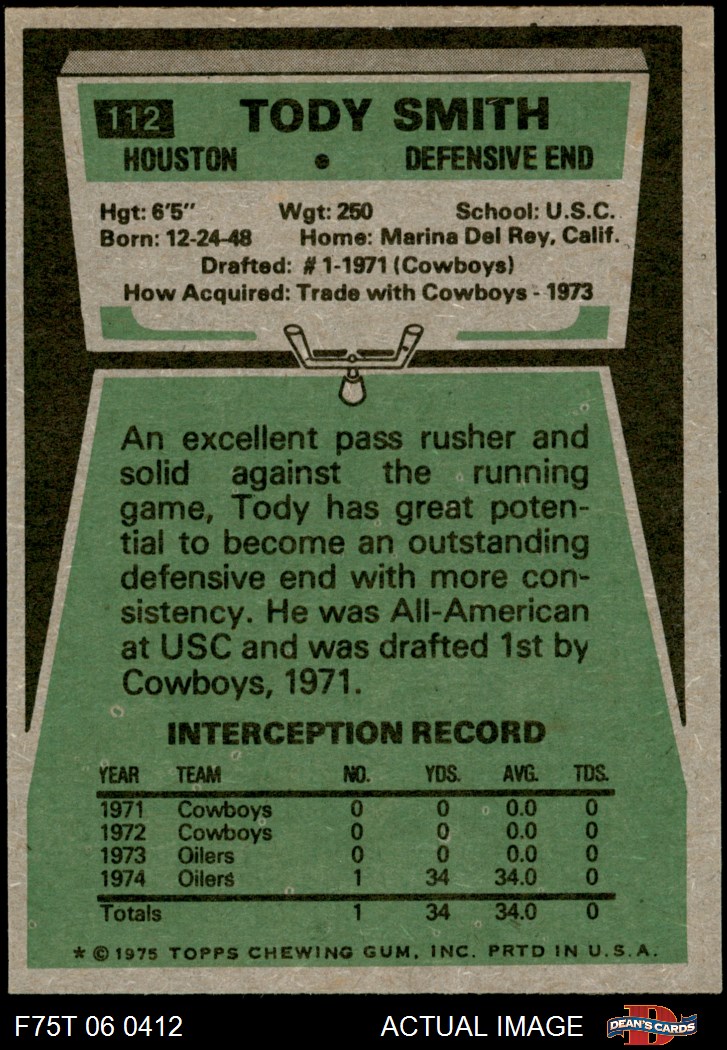 112 TODY SMITH
HOUSTON • DEFENSIVE END
Hgt: 6'5" Wgt: 250 School: U.S.C.
Born: 12-24-48 Home: Marina Del Rey, Calif.
Drafted: #1-1971 (Cowboys)
How Acquired: Trade with Cowboys - 1973
An excellent pass rusher and
solid against the running
game, Tody has great poten-
tial to become an outstanding
defensive end with more con-
sistency. He was All-American
at USC and was drafted 1st by
Cowboys, 1971.
INTERCEPTION RECORD
YEAR TEAM NO. YDS. AVG. TDS.
1971 Cowboys 0 0 0.0 0
1972 Cowboys 0 0 0.0 0
1973 Oilers 0 0 0.0 0
1974 Oilers 1 34 34.0 0
Totals 1 34 34.0 0
* © 1975 TOPPS CHEWING GUM, INC. PRTD IN U.S.A.
F75T 06 0412 ACTUAL IMAGE D DEAN'S CARDS